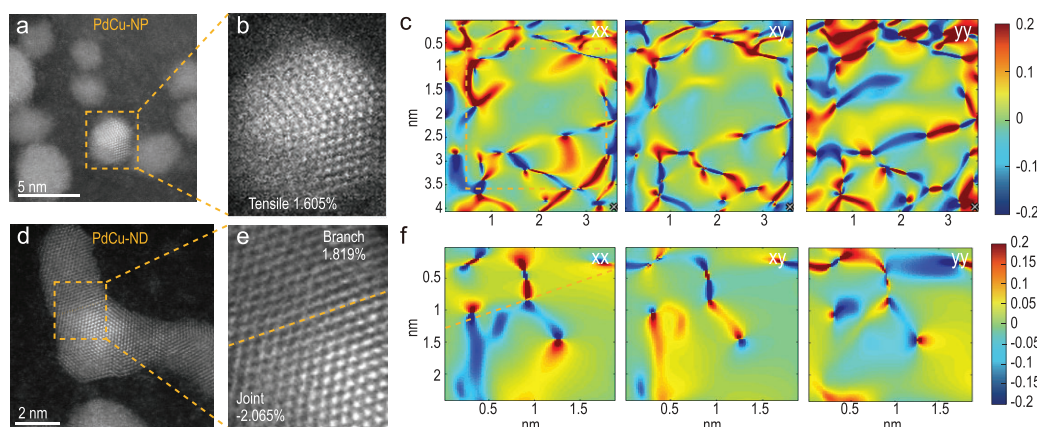 a
PdCu-NP
5 nm
b
Tensile 1.605%
c
xx
xy
yy
nm
0.5
1
1.5
2
2.5
3
3.5
4
1 2 3
1 2 3
1 2 3
0.2
0.1
0
-0.1
-0.2
d
PdCu-ND
2 nm
e
Branch
1.819%
Joint
-2.065%
f
xx
xy
yy
nm
0.5
1
1.5
2
0.5 1 1.5
0.5 1 1.5
0.5 1 1.5
nm
nm
nm
0.2
0.15
0.10
0.05
0
-0.05
-0.10
-0.15
-0.20